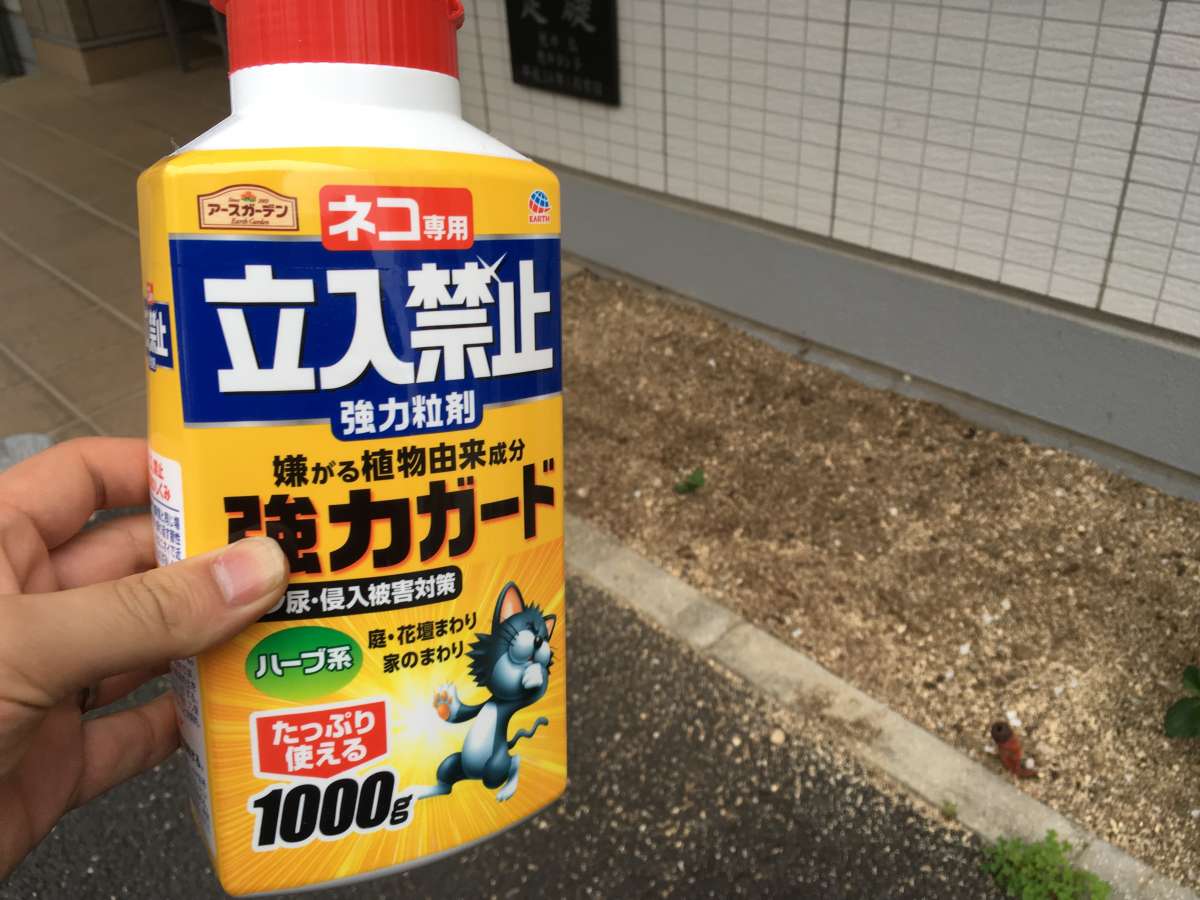 アースガーデン
Earth Garden
ネコ専用
EARTH
立入禁止
強力粒剤
嫌がる植物由来成分
強力ガード
尿・侵入被害対策
ハーブ系
庭・花壇まわり
家のまわり
たっぷり
使える
1000g